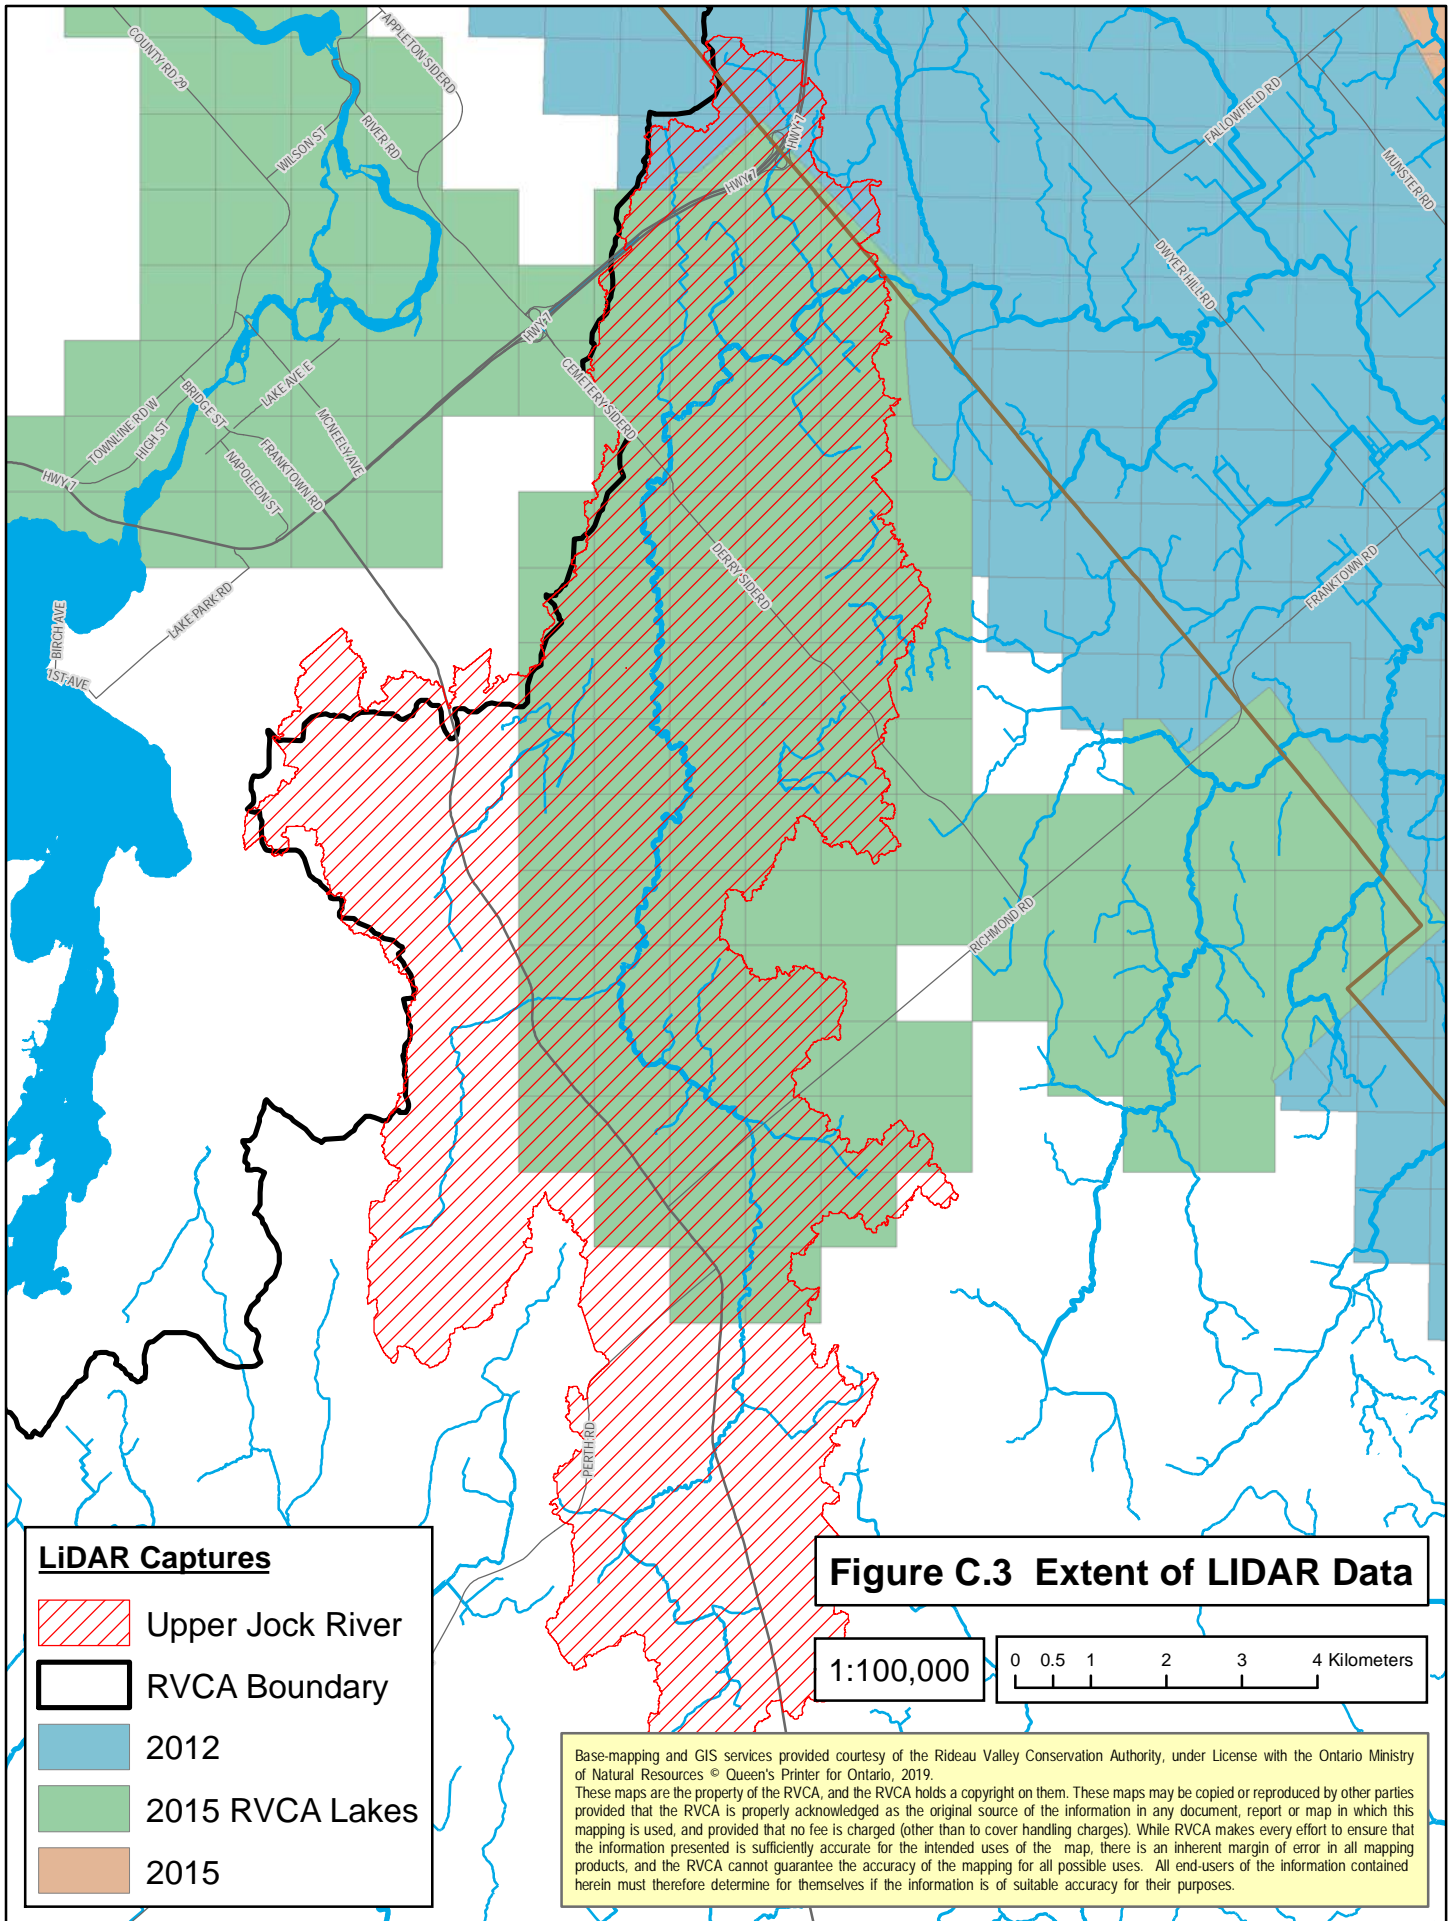 COUNTY RD 29
APPLETON SIDERD
WILSON ST
RIVER RD
HWY 7
HWY 7
FALLOWFIELD RD
MUNSTER RD
DWYER HILL RD
HWY 7
CEMETERY SIDERD
LAKE AVE E
BRIDGE ST
TOWNLINE RD W
HIGH ST
MCNEELY AVE
FRANKTOWN RD
NAPOLEON ST
HWY 7
DERRY SIDERD
FRANKTOWN RD
LAKE PARK RD
BIRCH AVE
1ST AVE
RICHMOND RD
PERTH RD
LiDAR Captures
Upper Jock River
RVCA Boundary
2012
2015 RVCA Lakes
2015
Figure C.3 Extent of LIDAR Data
1:100,000
0 0.5 1 2 3 4 Kilometers
Base-mapping and GIS services provided courtesy of the Rideau Valley Conservation Authority, under License with the Ontario Ministry
of Natural Resources © Queen's Printer for Ontario, 2019.
These maps are the property of the RVCA, and the RVCA holds a copyright on them. These maps may be copied or reproduced by other parties
provided that the RVCA is properly acknowledged as the original source of the information in any document, report or map in which this
mapping is used, and provided that no fee is charged (other than to cover handling charges). While RVCA makes every effort to ensure that
the information presented is sufficiently accurate for the intended uses of the map, there is an inherent margin of error in all mapping
products, and the RVCA cannot guarantee the accuracy of the mapping for all possible uses. All end-users of the information contained
herein must therefore determine for themselves if the information is of suitable accuracy for their purposes.